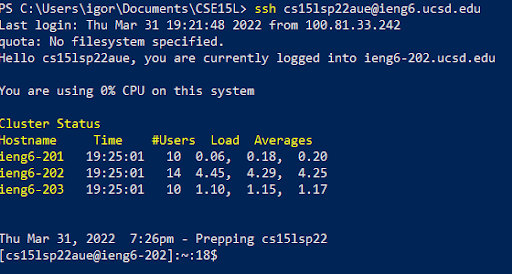 PS C:\Users\igor\Documents\CSE15L> ssh cs15lsp22aue@ieng6.ucsd.edu
Last login: Thu Mar 31 19:21:48 2022 from 100.81.33.242
quota: No filesystem specified.
Hello cs15lsp22aue, you are currently logged into ieng6-202.ucsd.edu
You are using 0% CPU on this system
Cluster Status
Hostname Time #Users Load Averages
ieng6-201 19:25:01 10 0.06, 0.18, 0.20
ieng6-202 19:25:01 14 4.45, 4.29, 4.25
ieng6-203 19:25:01 10 1.10, 1.15, 1.17
Thu Mar 31, 2022 7:26pm - Prepping cs15lsp22
[cs15lsp22aue@ieng6-202]:~:18$